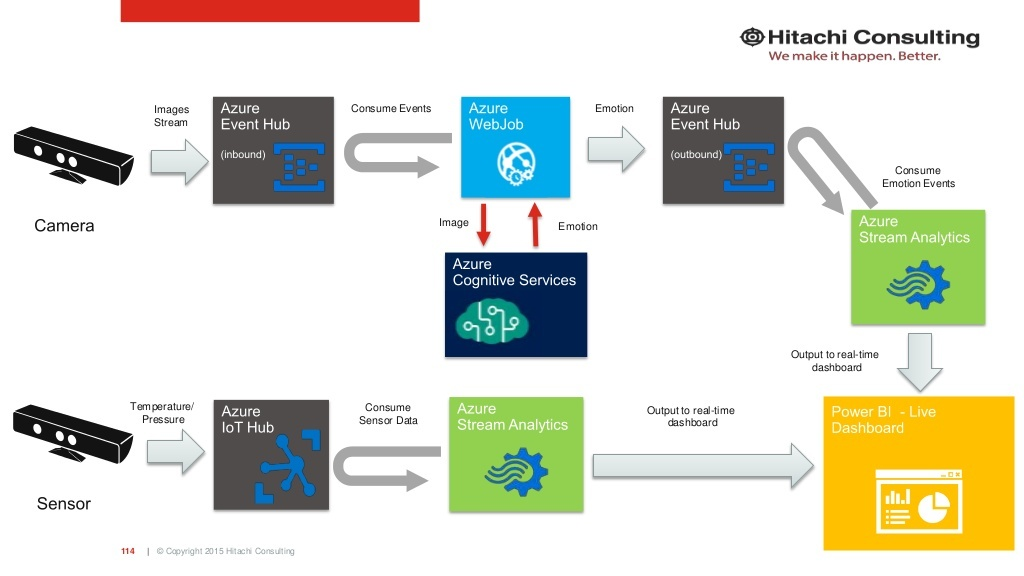 Hitachi Consulting
We make it happen. Better.
Images
Stream
Azure
Event Hub
(inbound)
Consume Events
Azure
WebJob
Emotion
Azure
Event Hub
(outbound)
Consume
Emotion Events
Camera
Image
Emotion
Azure
Stream Analytics
Azure
Cognitive Services
Output to real-time
dashboard
Temperature/
Pressure
Azure
IoT Hub
Consume
Sensor Data
Azure
Stream Analytics
Output to real-time
dashboard
Power BI - Live
Dashboard
Sensor
114 | © Copyright 2015 Hitachi Consulting